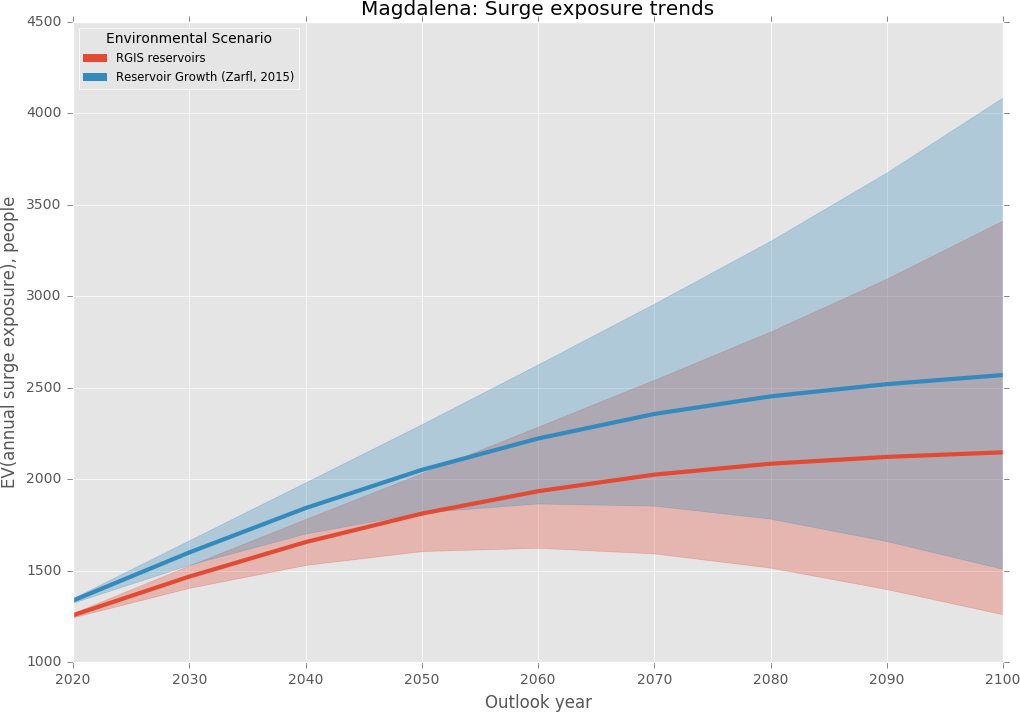 Magdalena: Surge exposure trends
Environmental Scenario
RGIS reservoirs
Reservoir Growth (Zarfl, 2015)
EV(annual surge exposure), people
4500
4000
3500
3000
2500
2000
1500
1000
2020 2030 2040 2050 2060 2070 2080 2090 2100
Outlook year